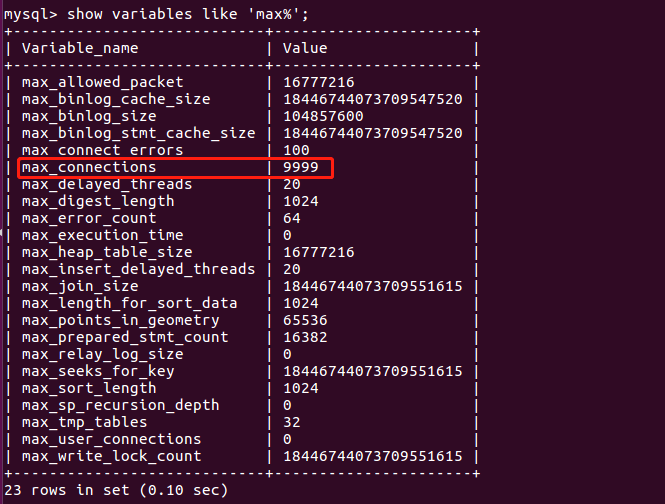 mysql> show variables like 'max%';
+----------------------------+----------------------+
| Variable_name              | Value                |
+----------------------------+----------------------+
| max_allowed_packet         | 16777216             |
| max_binlog_cache_size      | 18446744073709547520 |
| max_binlog_size            | 104857600            |
| max_binlog_stmt_cache_size | 18446744073709547520 |
| max_connect_errors         | 100                  |
| max_connections            | 9999                 |
| max_delayed_threads        | 20                   |
| max_digest_length          | 1024                 |
| max_error_count            | 64                   |
| max_execution_time         | 0                    |
| max_heap_table_size        | 16777216             |
| max_insert_delayed_threads | 20                   |
| max_join_size              | 18446744073709551615 |
| max_length_for_sort_data   | 1024                 |
| max_points_in_geometry     | 65536                |
| max_prepared_stmt_count    | 16382                |
| max_relay_log_size         | 0                    |
| max_seeks_for_key          | 18446744073709551615 |
| max_sort_length            | 1024                 |
| max_sp_recursion_depth     | 0                    |
| max_tmp_tables             | 32                   |
| max_user_connections       | 0                    |
| max_write_lock_count       | 18446744073709551615 |
+----------------------------+----------------------+
23 rows in set (0.10 sec)